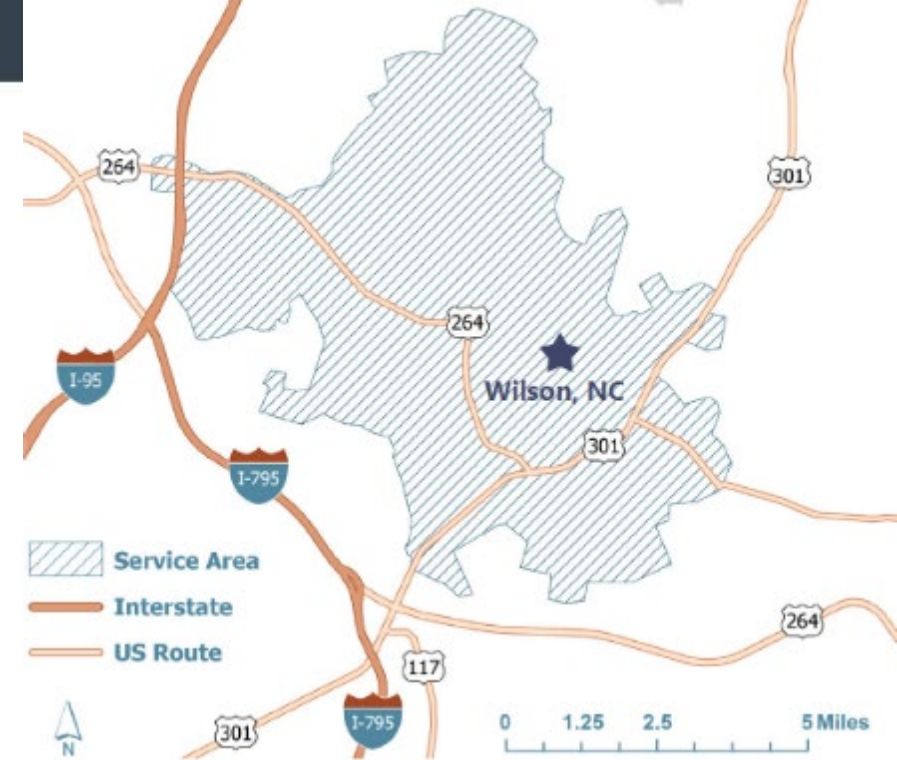 264
301
264
Wilson, NC
I-95
301
I-795
Service Area
Interstate
US Route
264
117
I-795
301
N
0 1.25 2.5 5 Miles